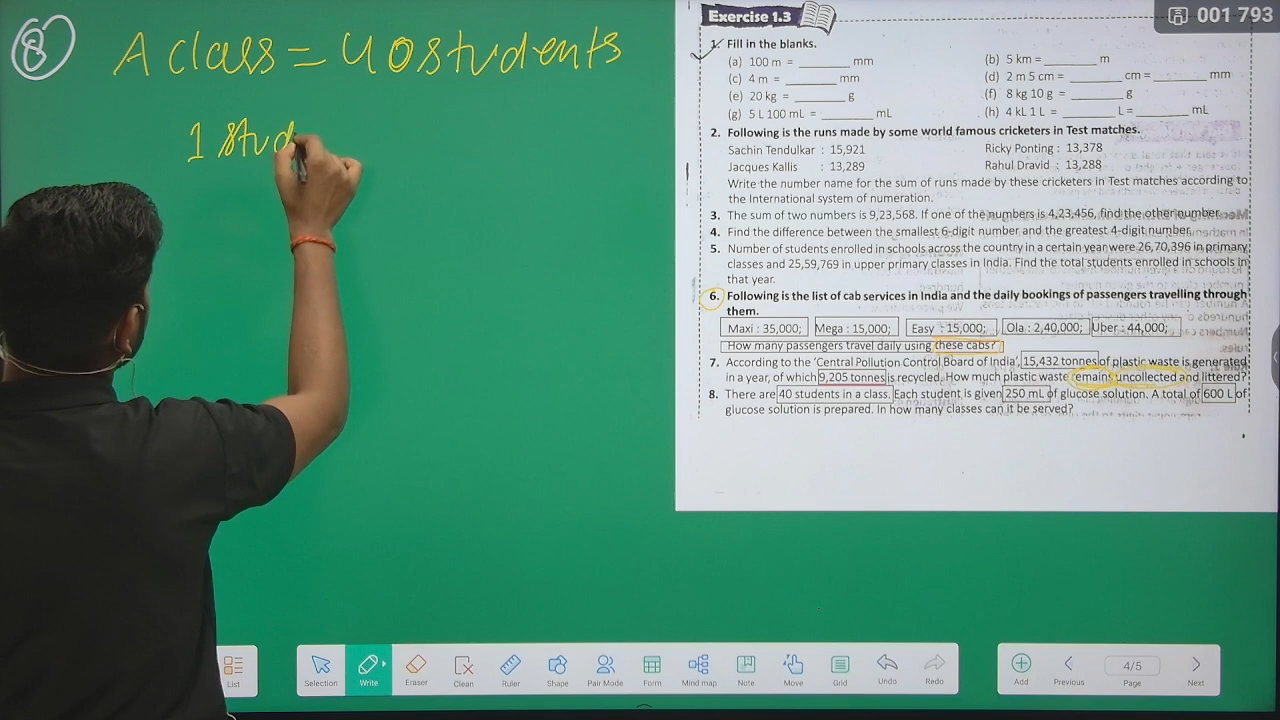 8 A class = 40 students
1 stud
001 793
Exercise 1.3
1. Fill in the blanks.
(a) 100 m = ______ mm (b) 5 km = ______ m
(c) 4 m = ______ mm (d) 2 m 5 cm = ______ cm = ______ mm
(e) 20 kg = ______ g (f) 8 kg 10 g = ______ g
(g) 5 L 100 mL = ______ mL (h) 4 kL 1 L = ______ L= ______ mL
2. Following is the runs made by some world famous cricketers in Test matches.
Sachin Tendulkar : 15,921 Ricky Ponting : 13,378
Jacques Kallis : 13,289 Rahul Dravid : 13,288
Write the number name for the sum of runs made by these cricketers in Test matches according to
the International system of numeration.
3. The sum of two numbers is 9,23,568. If one of the numbers is 4,23,456, find the other number.
4. Find the difference between the smallest 6-digit number and the greatest 4-digit number.
5. Number of students enrolled in schools across the country in a certain year were 26,70,396 in primary
classes and 25,59,769 in upper primary classes in India. Find the total students enrolled in schools in
that year.
6. Following is the list of cab services in India and the daily bookings of passengers travelling through
them.
Maxi : 35,000; Mega : 15,000; Easy : 15,000; Ola : 2,40,000; Uber : 44,000;
How many passengers travel daily using these cabs?
7. According to the 'Central Pollution Control Board of India', 15,432 tonnes of plastic waste is generated
in a year, of which 9,205 tonnes is recycled. How much plastic waste remains uncollected and littered?
8. There are 40 students in a class. Each student is given 250 mL of glucose solution. A total of 600 L of
glucose solution is prepared. In how many classes can it be served?
List Selection Write Eraser Clean Ruler Shape Pair Mode Form Mind map Note Move Grid Undo Redo Add Previous 4/5 Page Next